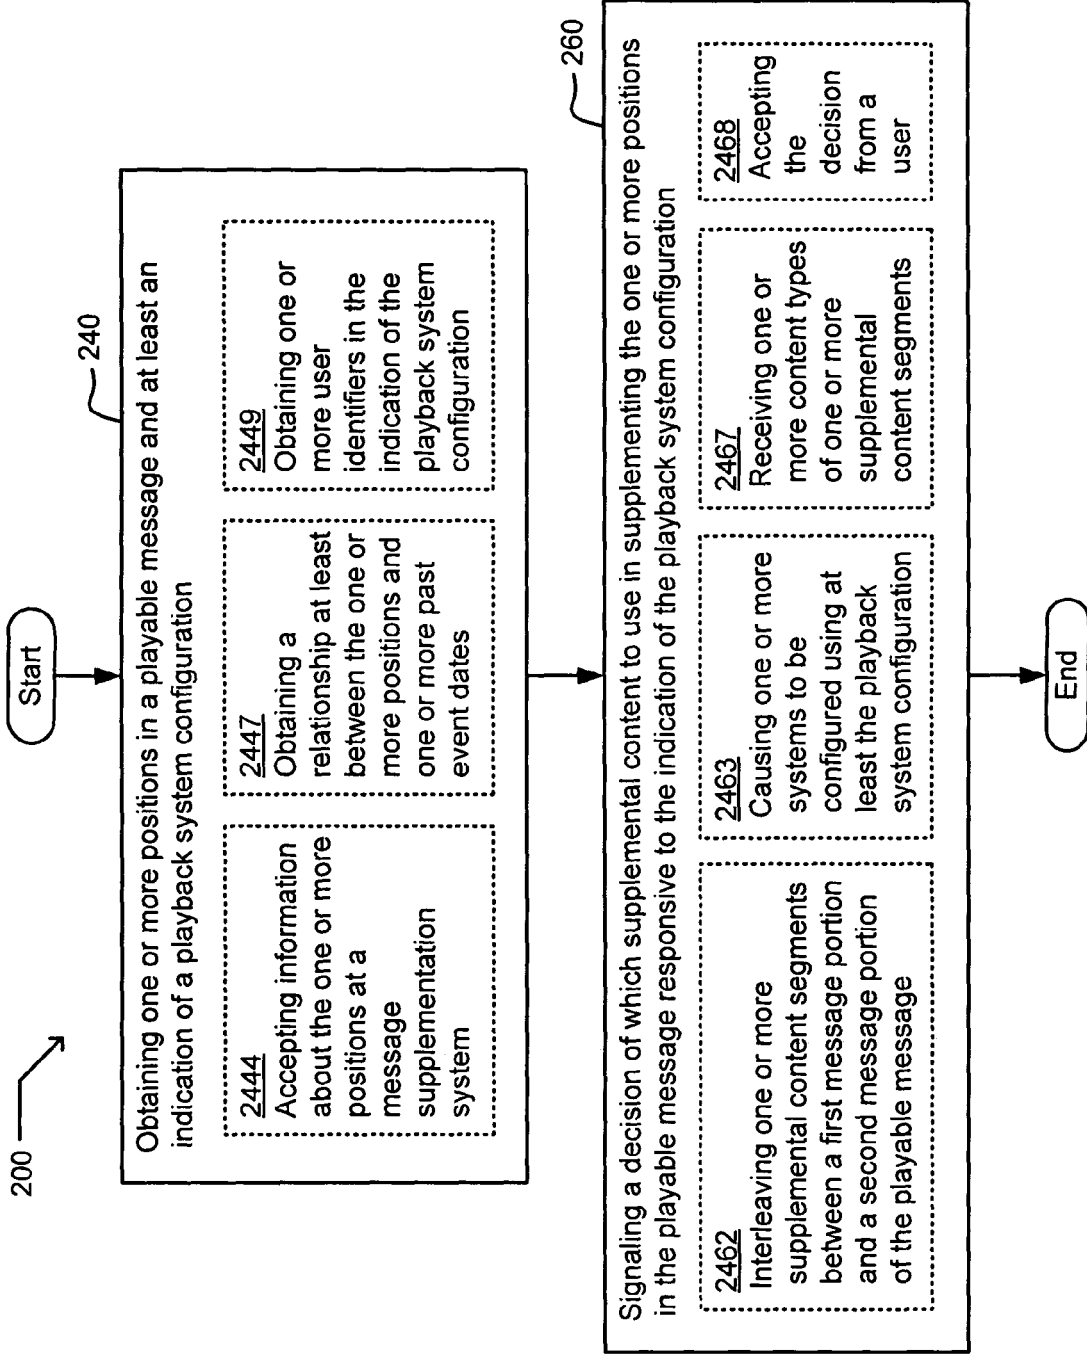 200
Start
240
Obtaining one or more positions in a playable message and at least an
indication of a playback system configuration
2444
Accepting information
about the one or more
positions at a
message
supplementation
system
2447
Obtaining a
relationship at least
between the one or
more positions and
one or more past
event dates
2449
Obtaining one or
more user
identifiers in the
indication of the
playback system
configuration
260
Signaling a decision of which supplemental content to use in supplementing the one or more positions
in the playable message responsive to the indication of the playback system configuration
2462
Interleaving one or more
supplemental content segments
between a first message portion
and a second message portion
of the playable message
2463
Causing one or more
systems to be
configured using at
least the playback
system configuration
2467
Receiving one or
more content types
of one or more
supplemental
content segments
2468
Accepting
the
decision
from a
user
End